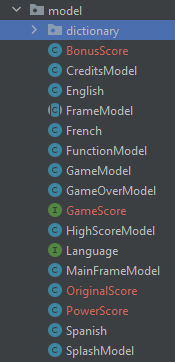 model
dictionary
BonusScore
CreditsModel
English
FrameModel
French
FunctionModel
GameModel
GameOverModel
GameScore
HighScoreModel
Language
MainFrameModel
OriginalScore
PowerScore
Spanish
SplashModel